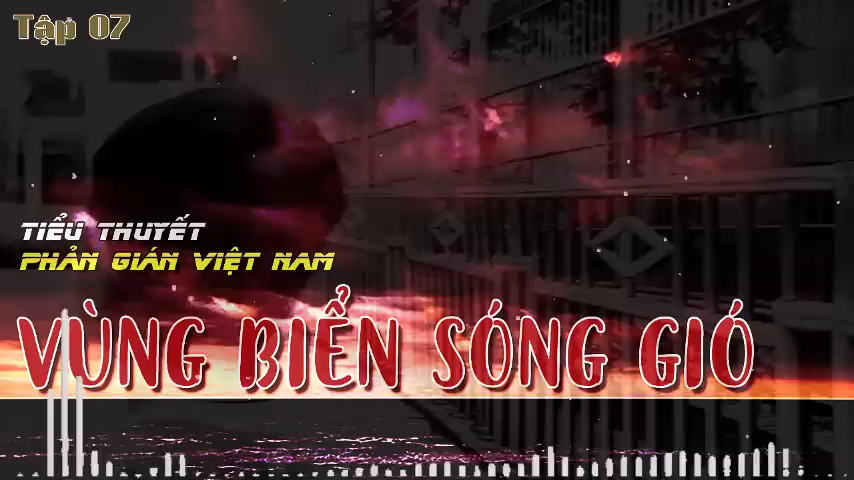 Tập 07
TIỂU THUYẾT
PHẢN GIÁN VIỆT NAM
VÙNG BIỂN SÓNG GIÓ